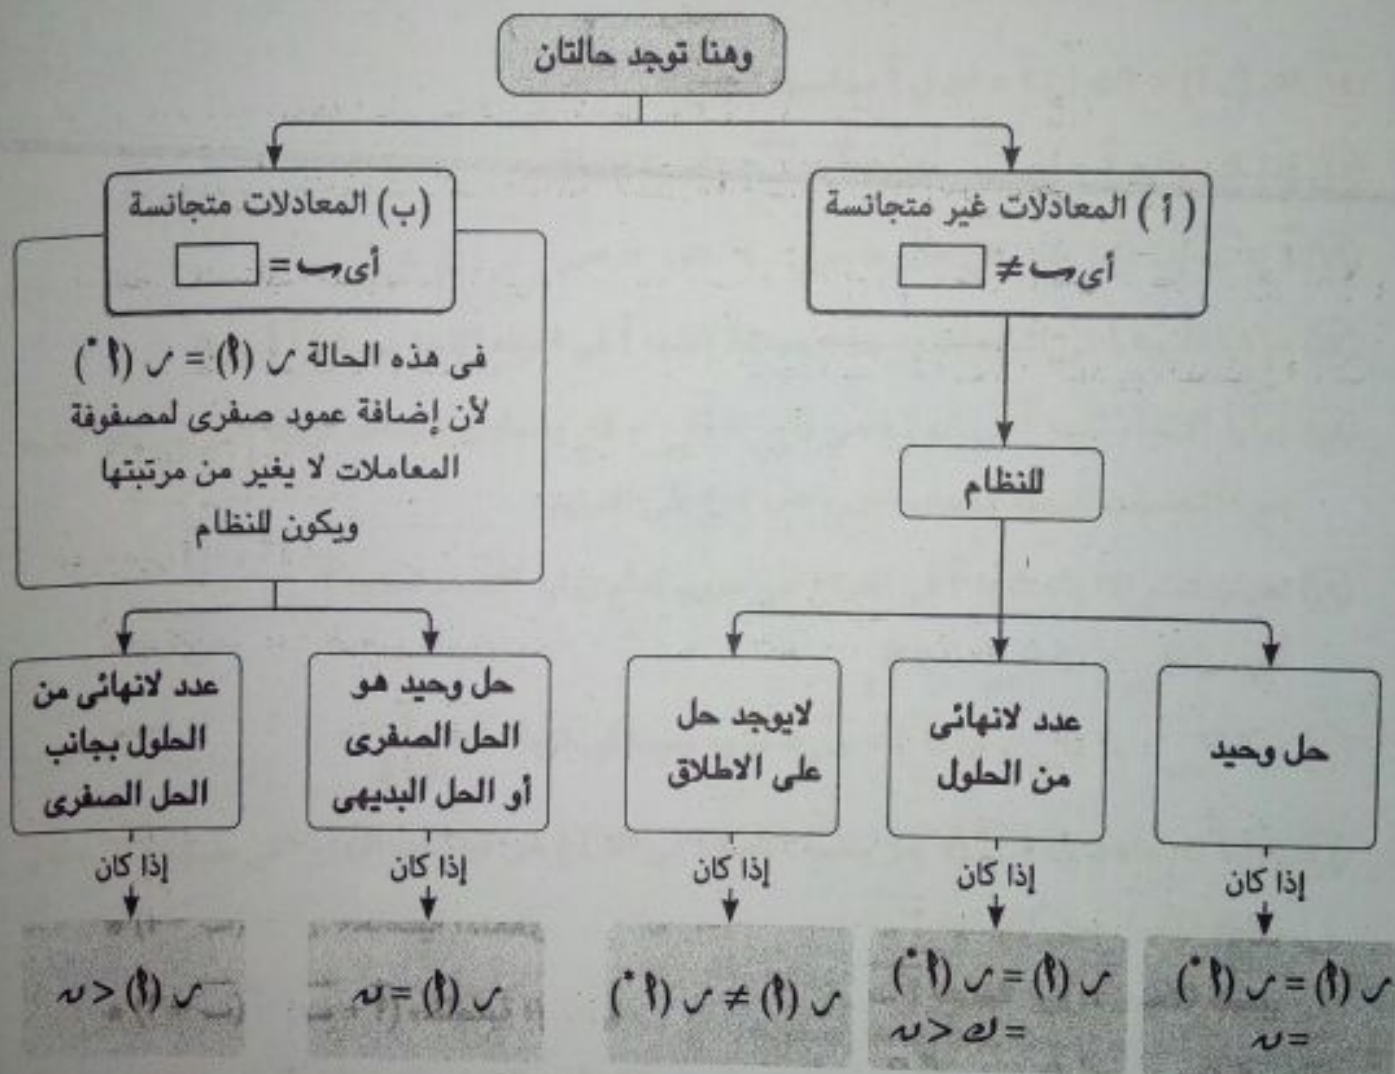 وهنا توجد حالتان
(أ) المعادلات غير متجانسة
أى ب ≠ □
للنظام
حل وحيد
إذا كان
ر (أ) = ر (أ*)
= ن
عدد لانهائى
من الحلول
إذا كان
ر (أ) = ر (أ*)
= ك < ن
لايوجد حل
على الاطلاق
إذا كان
ر (أ) ≠ ر (أ*)
(ب) المعادلات متجانسة
أى ب = □
فى هذه الحالة ر (أ) = ر (أ*)
لأن إضافة عمود صفرى لمصفوفة
المعاملات لا يغير من مرتبتها
ويكون للنظام
حل وحيد هو
الحل الصفرى
أو الحل البديهى
إذا كان
ر (أ) = ن
عدد لانهائى من
الحلول بجانب
الحل الصفرى
إذا كان
ر (أ) < ن